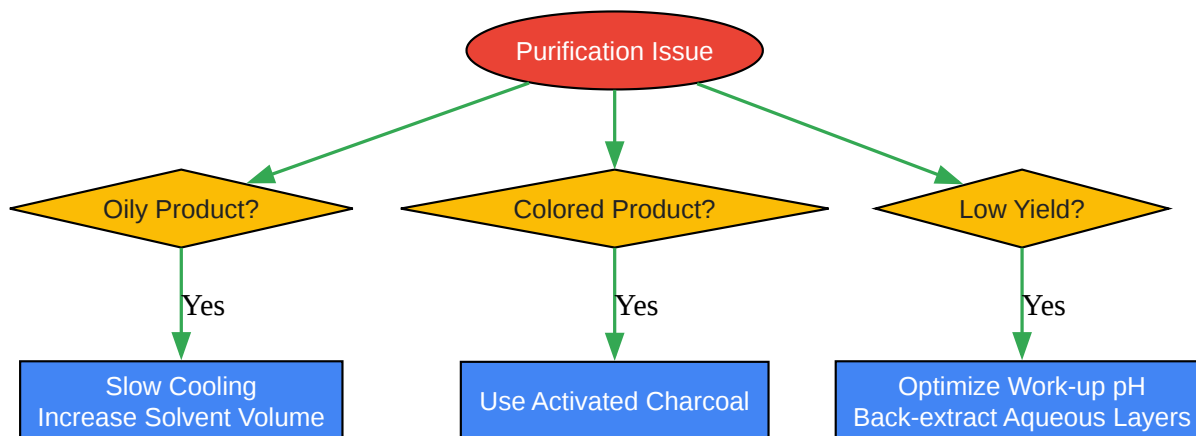 Purification Issue
Oily Product?
Colored Product?
Low Yield?
Yes
Yes
Yes
Slow Cooling
Increase Solvent Volume
Use Activated Charcoal
Optimize Work-up pH
Back-extract Aqueous Layers